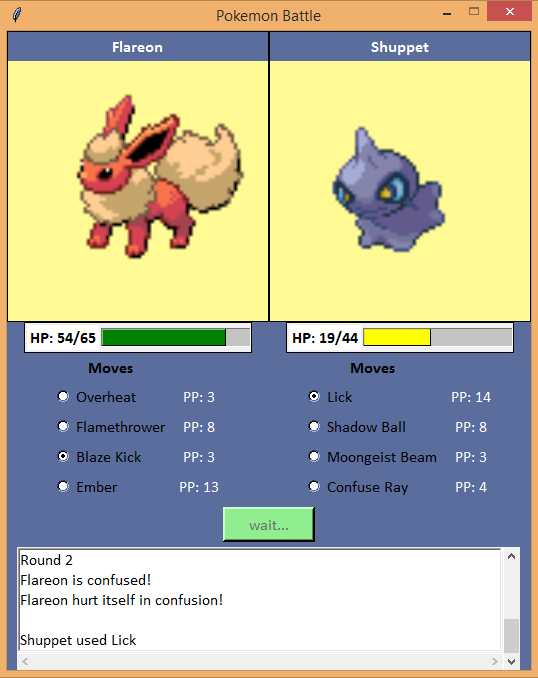 Pokemon Battle
Flareon Shuppet
HP: 54/65 HP: 19/44
Moves Moves
Overheat PP: 3 Lick PP: 14
Flamethrower PP: 8 Shadow Ball PP: 8
Blaze Kick PP: 3 Moongeist Beam PP: 3
Ember PP: 13 Confuse Ray PP: 4
wait...
Round 2
Flareon is confused!
Flareon hurt itself in confusion!
Shuppet used Lick